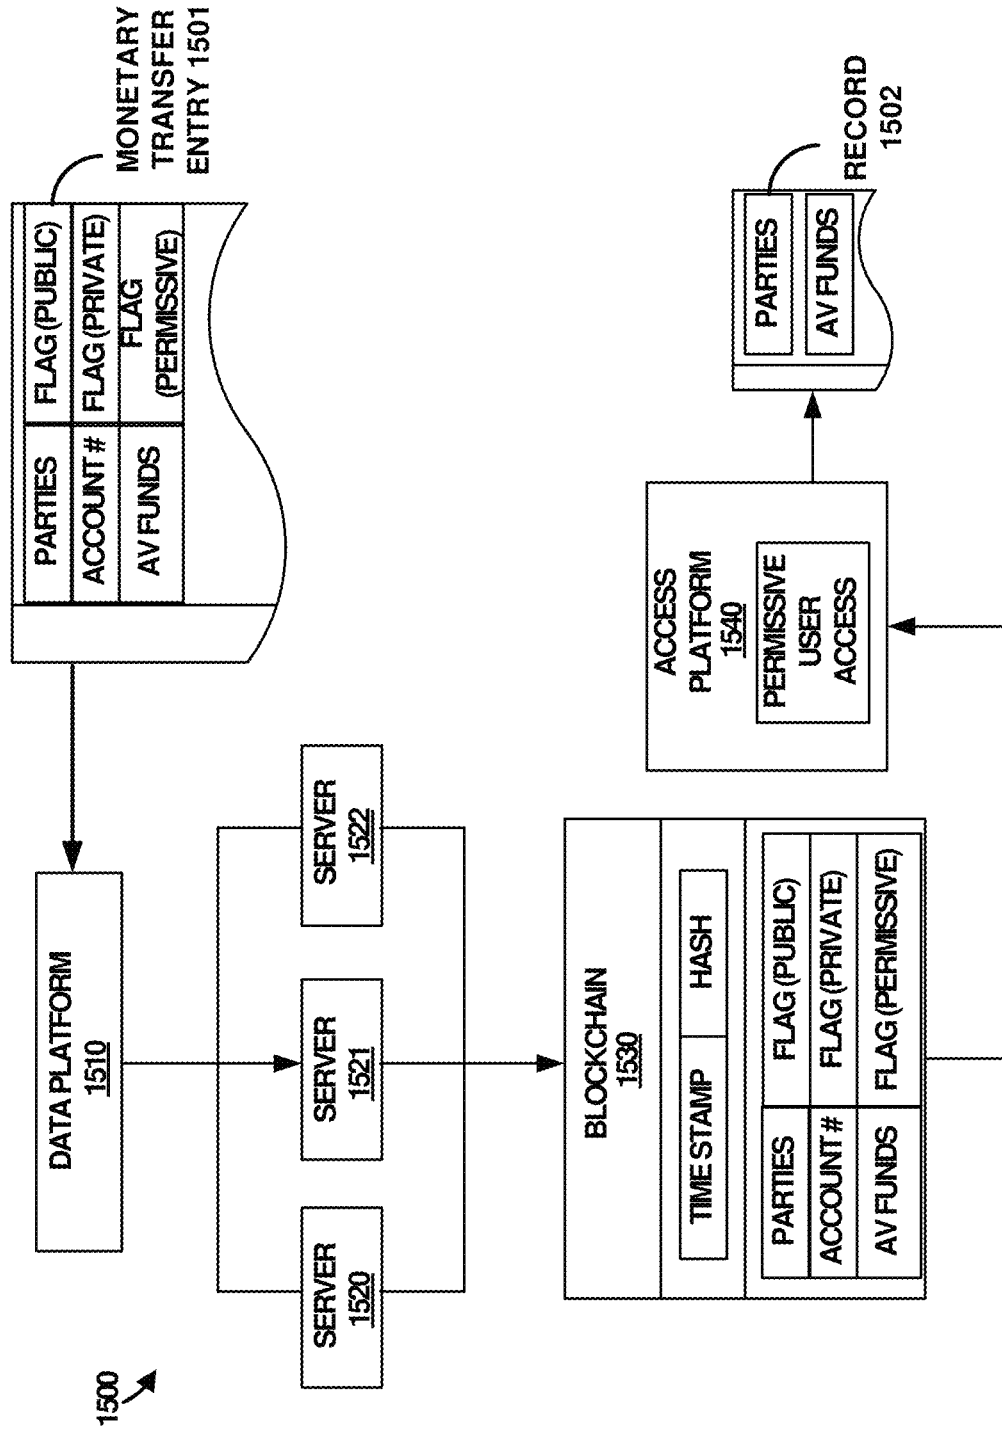 1500
DATA PLATFORM
1510
PARTIES
FLAG (PUBLIC)
ACCOUNT #
FLAG (PRIVATE)
AV FUNDS
FLAG
(PERMISSIVE)
MONETARY
TRANSFER
ENTRY 1501
SERVER
1520
SERVER
1521
SERVER
1522
BLOCKCHAIN
1530
TIME STAMP
HASH
PARTIES
FLAG (PUBLIC)
ACCOUNT #
FLAG (PRIVATE)
AV FUNDS
FLAG (PERMISSIVE)
ACCESS
PLATFORM
1540
PERMISSIVE
USER
ACCESS
PARTIES
AV FUNDS
RECORD
1502